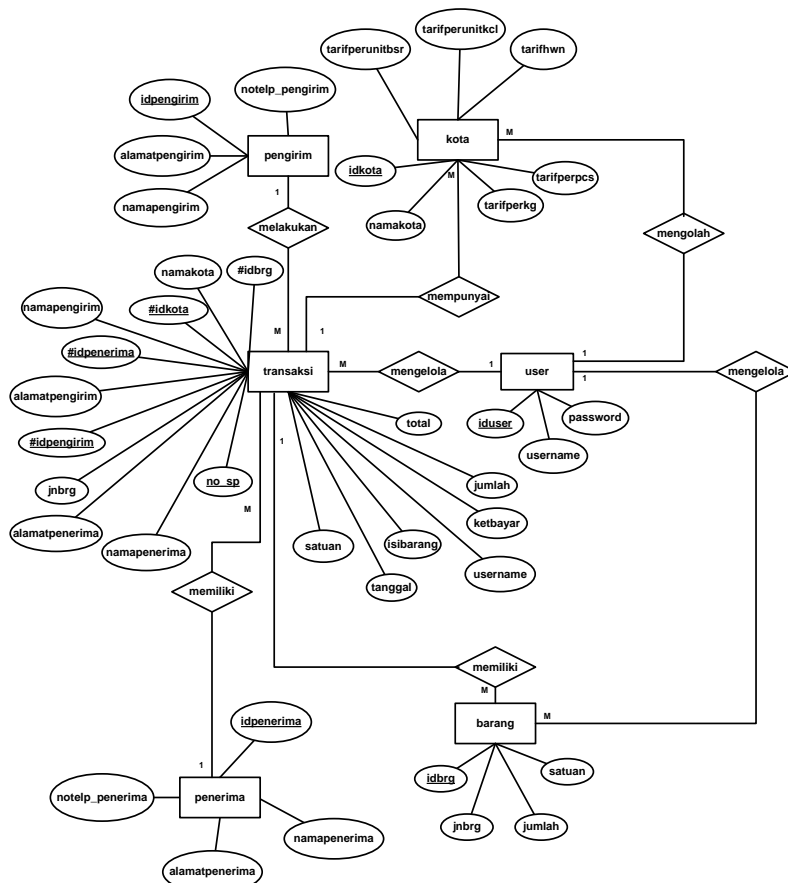 tarifperunitkcl
tarifperunitbsr
tarifhwn
notelp_pengirim
idpengirim
M
kota
pengirim
alamatpengirim
idkota
M
tarifperpcs
1
tarifperkg
namapengirim
namakota
melakukan
mengolah
#idbrg
namakota
mempunyai
namapengirim
#idkota
M
1
#idpenerima
1
transaksi
M
mengelola
1
user
1
mengelola
alamatpengirim
total
iduser
password
#idpengirim
1
username
no_sp
jumlah
jnbrg
M
ketbayar
alamatpenerima
satuan
isibarang
namapenerima
username
tanggal
memiliki
memiliki
M
idpenerima
barang
M
1
satuan
idbrg
notelp_penerima
penerima
jnbrg
jumlah
namapenerima
alamatpenerima